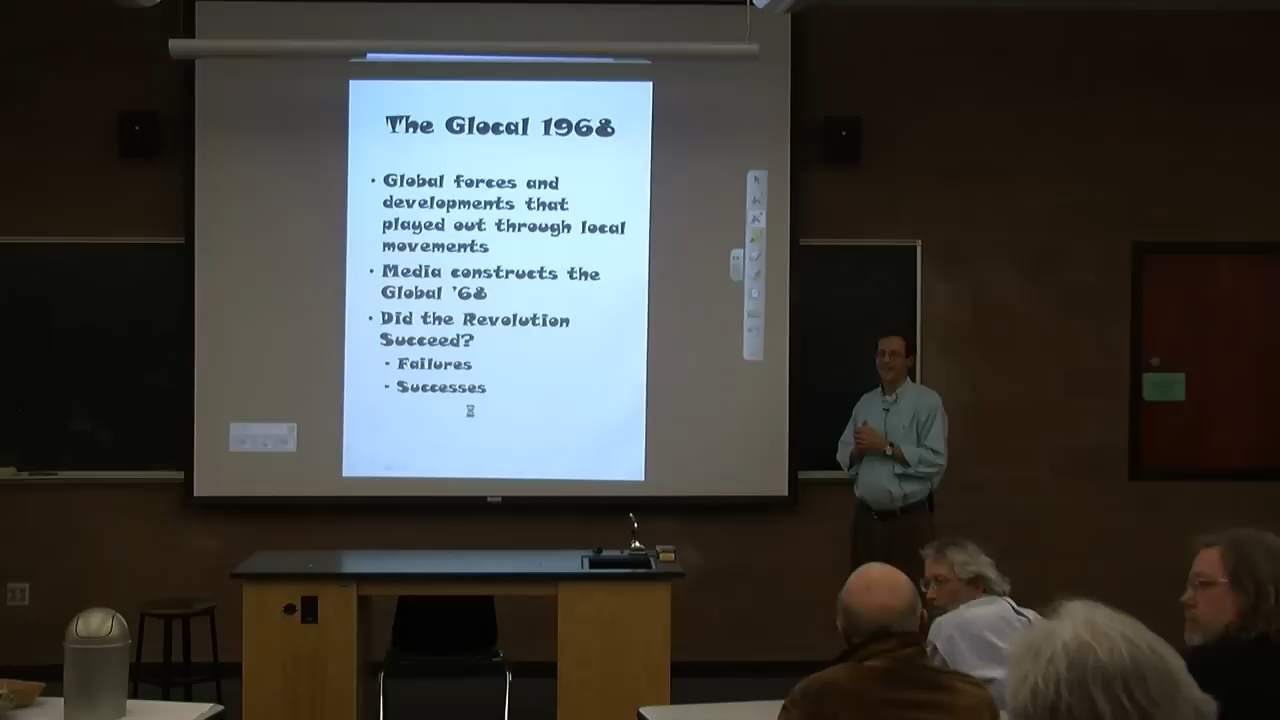 The Glocal 1968
• Global forces and
developments that
played out through local
movements
• Media constructs the
Global '68
• Did the Revolution
Succeed?
- Failures
- Successes